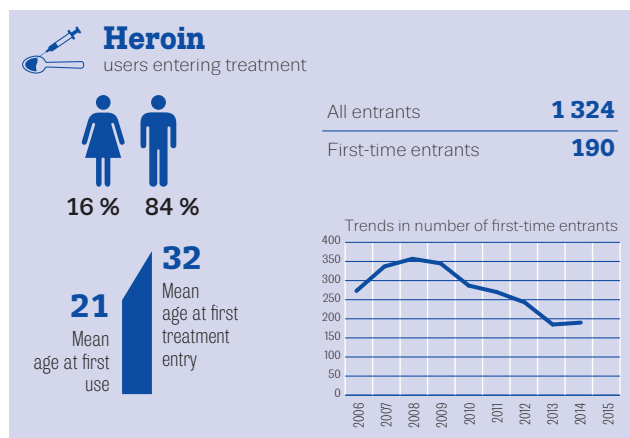 Heroin
users entering treatment
16 % 84 %
21
Mean
age at first
use
32
Mean
age at first
treatment
entry
All entrants 1 324
First-time entrants 190
Trends in number of first-time entrants
400
350
300
250
200
150
100
50
0
2006 2007 2008 2009 2010 2011 2012 2013 2014 2015